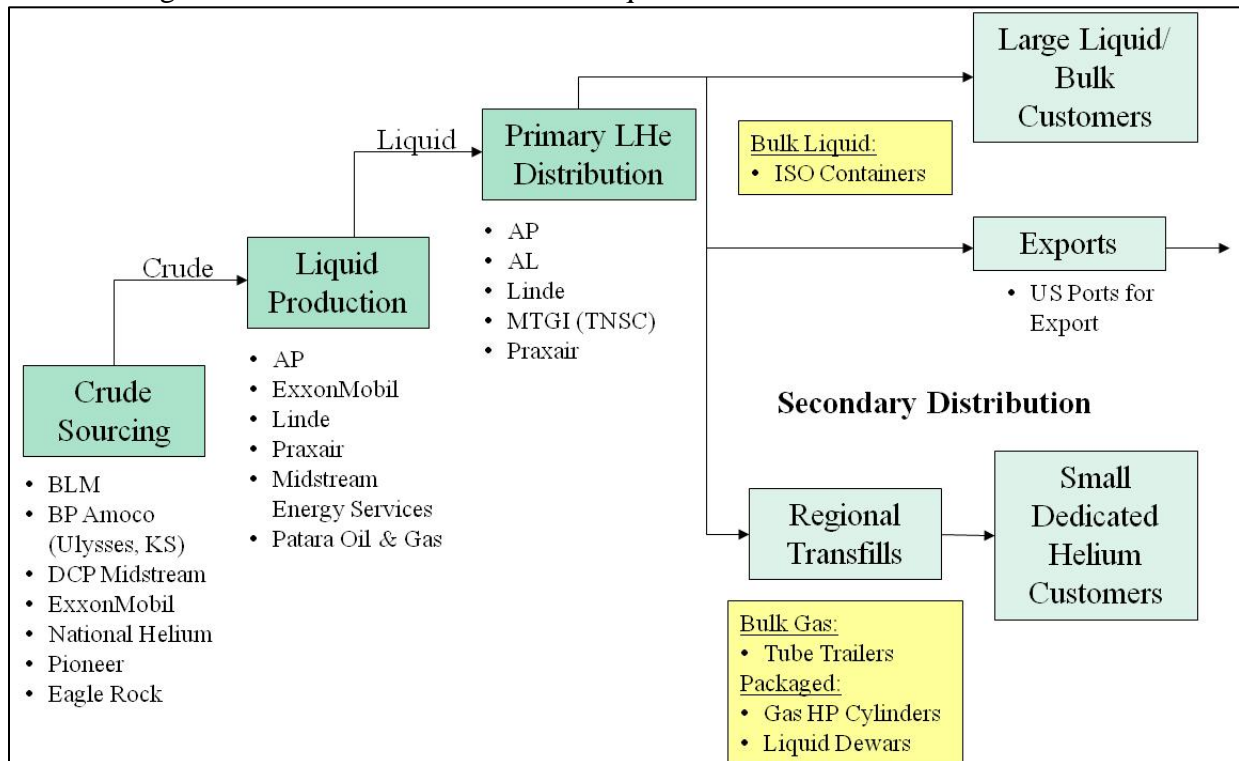 Large Liquid/
Bulk
Customers
Liquid
Primary LHe
Distribution
Bulk Liquid:
• ISO Containers
Crude
Liquid
Production
• AP
• AL
• Linde
• MTGI (TNSC)
• Praxair
Exports
• US Ports for
Export
Crude
Sourcing
• AP
• ExxonMobil
• Linde
• Praxair
• Midstream
Energy Services
• Patara Oil & Gas
Secondary Distribution
• BLM
• BP Amoco
(Ulysses, KS)
• DCP Midstream
• ExxonMobil
• National Helium
• Pioneer
• Eagle Rock
Regional
Transfills
Small
Dedicated
Helium
Customers
Bulk Gas:
• Tube Trailers
Packaged:
• Gas HP Cylinders
• Liquid Dewars